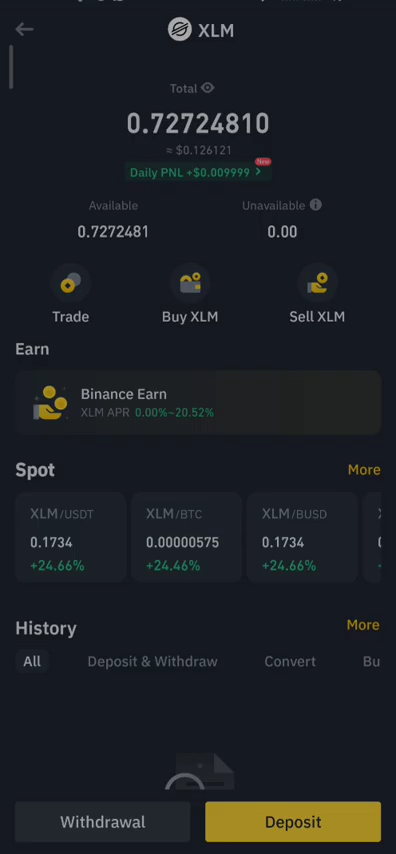 XLM
Total
0.72724810
≈ $0.126121
New
Daily PNL +$0.009999 >
Available
Unavailable
0.7272481
0.00
Trade
Buy XLM
Sell XLM
Earn
Binance Earn
XLM APR 0.00%~20.52%
Spot
More
XLM/USDT
XLM/BTC
XLM/BUSD
0.1734
0.00000575
0.1734
+24.66%
+24.46%
+24.66%
History
More
All
Deposit & Withdraw
Convert
Bu
Withdrawal
Deposit